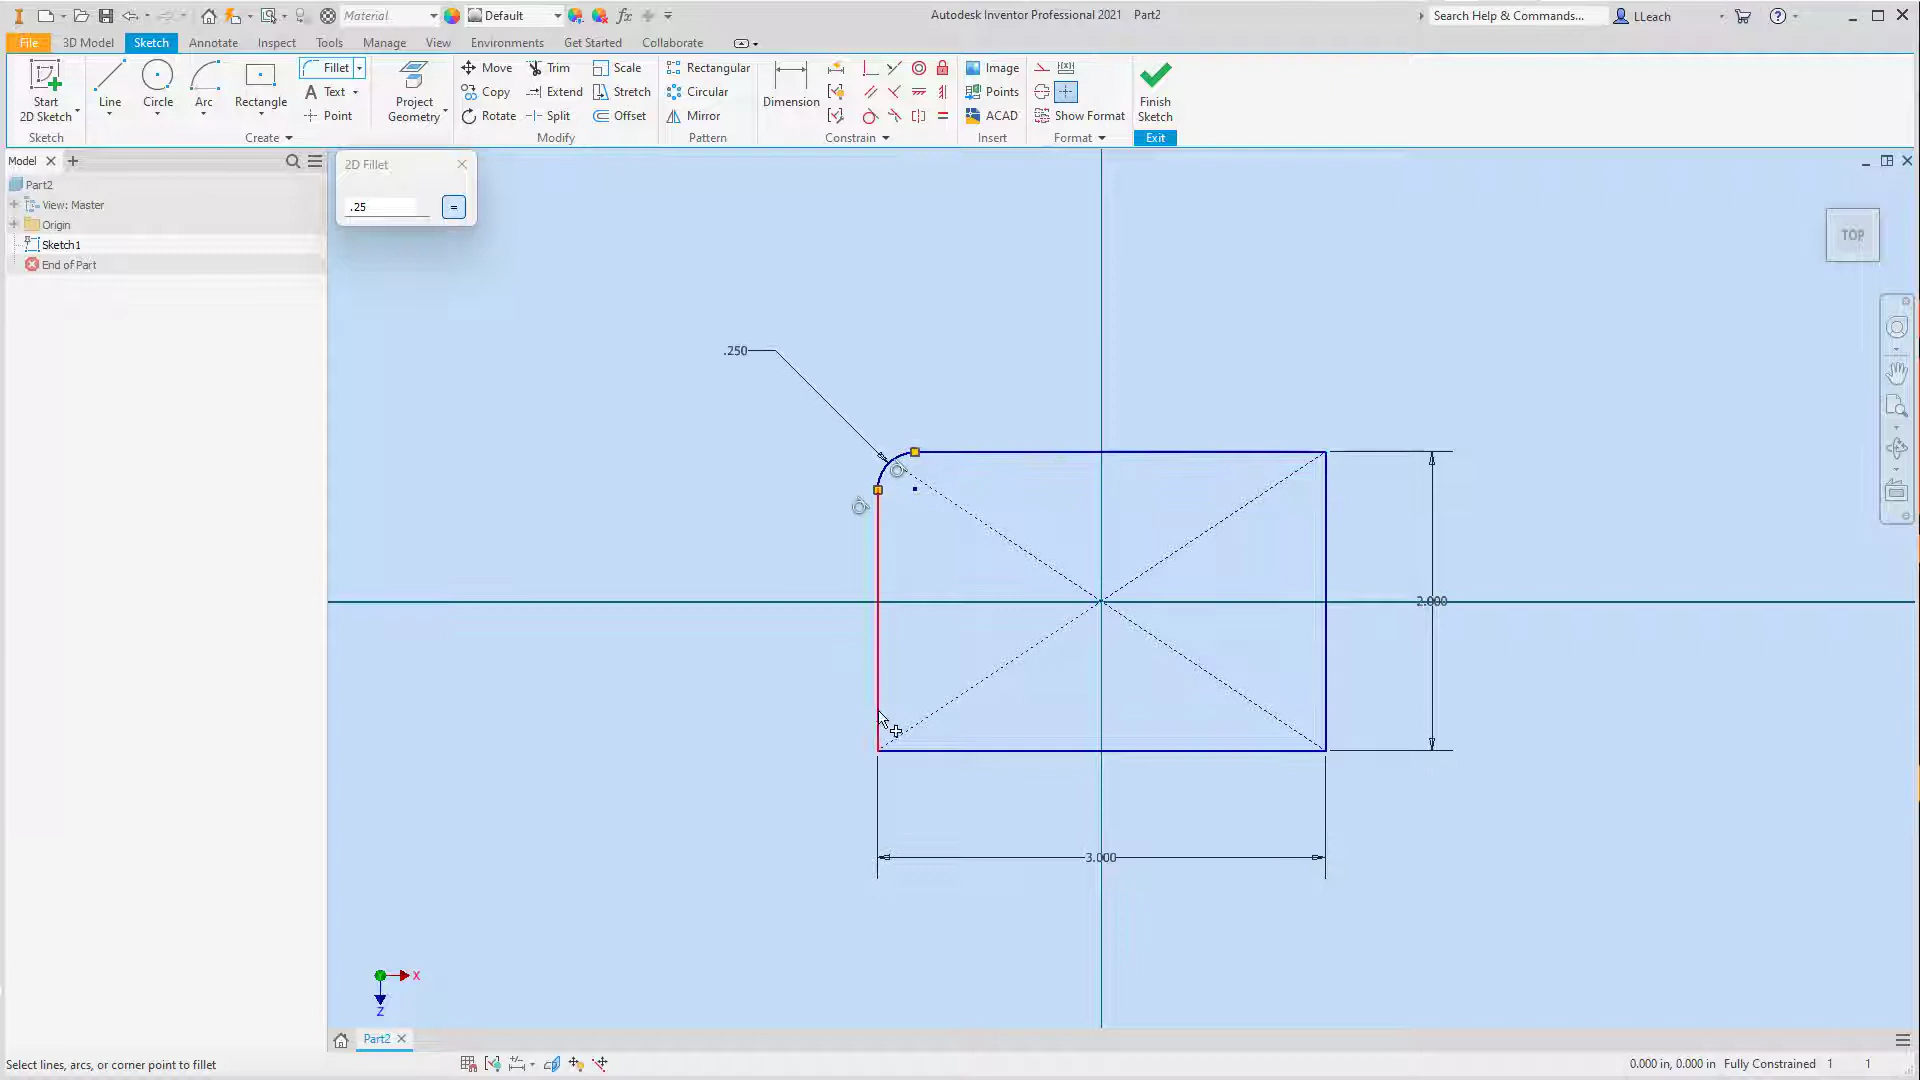 Material
Default
fx
Autodesk Inventor Professional 2021 Part2
Search Help & Commands...
LLeach
File
3D Model
Sketch
Annotate
Inspect
Tools
Manage
View
Environments
Get Started
Collaborate
Start
2D Sketch
Line
Circle
Arc
Rectangle
Fillet
Text
Point
Project
Geometry
Move
Copy
Rotate
Trim
Extend
Split
Scale
Stretch
Offset
Rectangular
Circular
Mirror
Dimension
Image
Points
ACAD
Show Format
Finish
Sketch
Sketch
Create
Modify
Pattern
Constrain
Insert
Format
Exit
Model
Part2
View: Master
Origin
Sketch1
End of Part
2D Fillet
.25
=
TOP
.250
2.000
3.000
X
Z
Part2
Select lines, arcs, or corner point to fillet
0.000 in, 0.000 in Fully Constrained 1 1